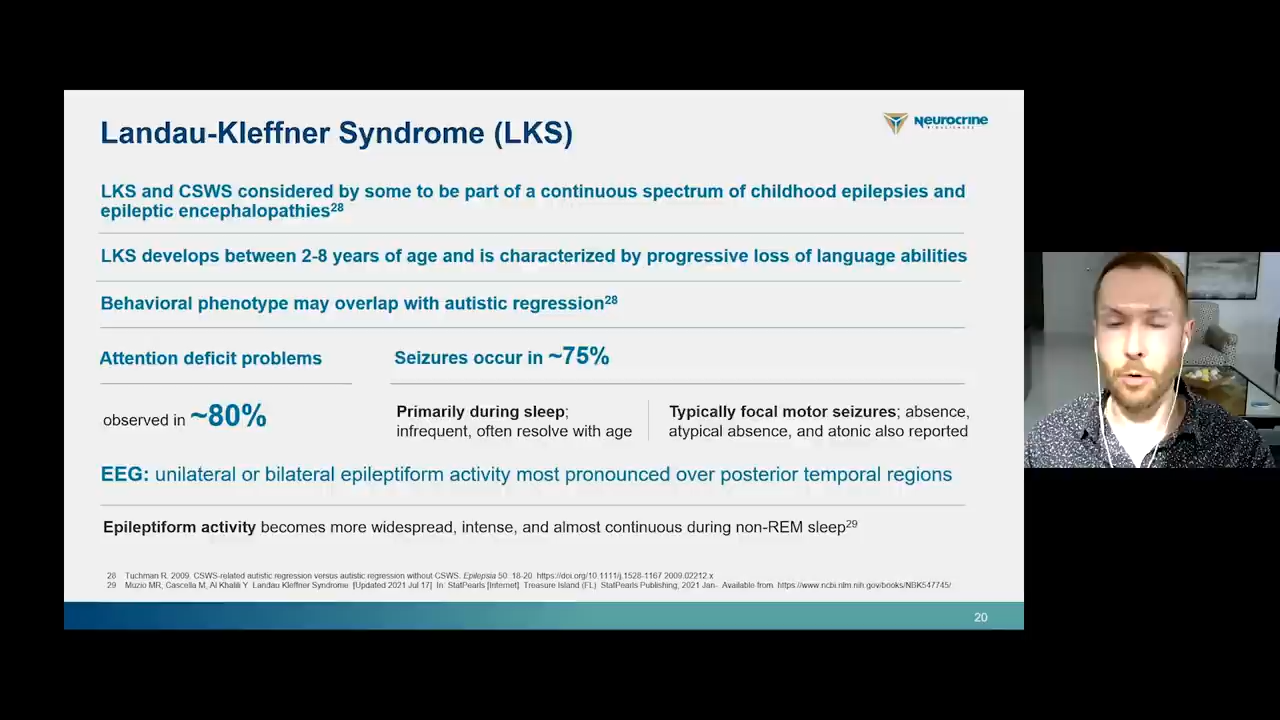 Landau-Kleffner Syndrome (LKS)
Neurocrine
BIOSCIENCES
LKS and CSWS considered by some to be part of a continuous spectrum of childhood epilepsies and
epileptic encephalopathies28
LKS develops between 2-8 years of age and is characterized by progressive loss of language abilities
Behavioral phenotype may overlap with autistic regression28
Attention deficit problems
Seizures occur in ~75%
observed in ~80%
Primarily during sleep;
infrequent, often resolve with age
Typically focal motor seizures; absence,
atypical absence, and atonic also reported
EEG: unilateral or bilateral epileptiform activity most pronounced over posterior temporal regions
Epileptiform activity becomes more widespread, intense, and almost continuous during non-REM sleep29
28 Tuchman R. 2009. CSWS-related autistic regression versus autistic regression without CSWS. Epilepsia 50 :18-20 https://doi.org/10.1111/j.1528-1167 2009.02212.x
29 Muzio MR, Cascella M, Al Khalili Y. Landau Kleffner Syndrome. [Updated 2021 Jul 17]. In: StatPearls [Internet]. Treasure Island (FL): StatPearls Publishing; 2021 Jan-. Available from: https://www.ncbi.nlm.nih.gov/books/NBK547745/
20